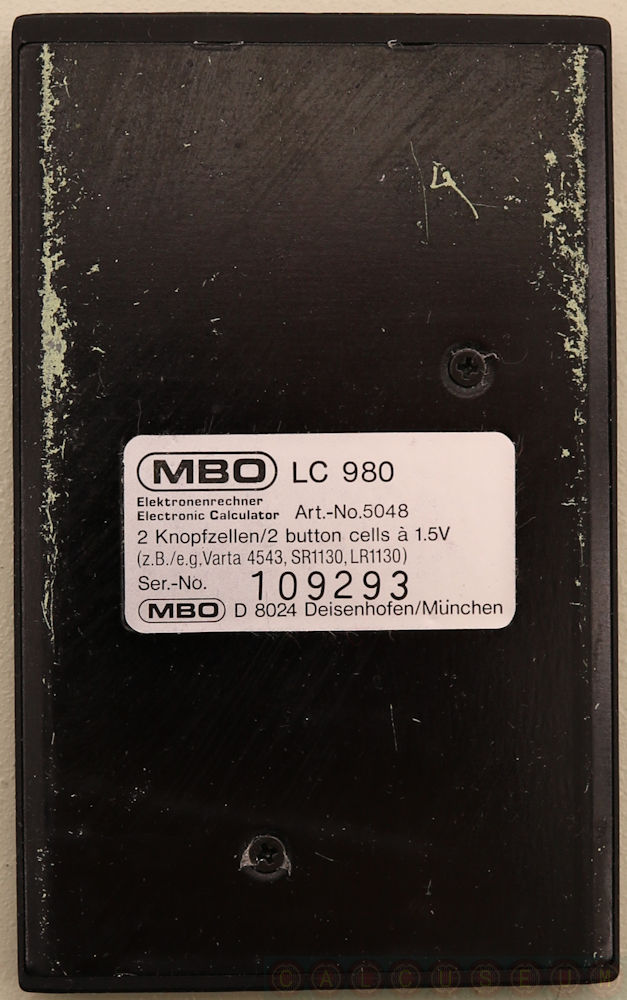 MBO LC 980
Elektronenrechner
Electronic Calculator Art.-No.5048
2 Knopfzellen/2 button cells à 1.5V
(z.B./e.g.Varta 4543, SR1130, LR1130)
Ser.-No. 109293
MBO D 8024 Deisenhofen/München
CALCUSEUM